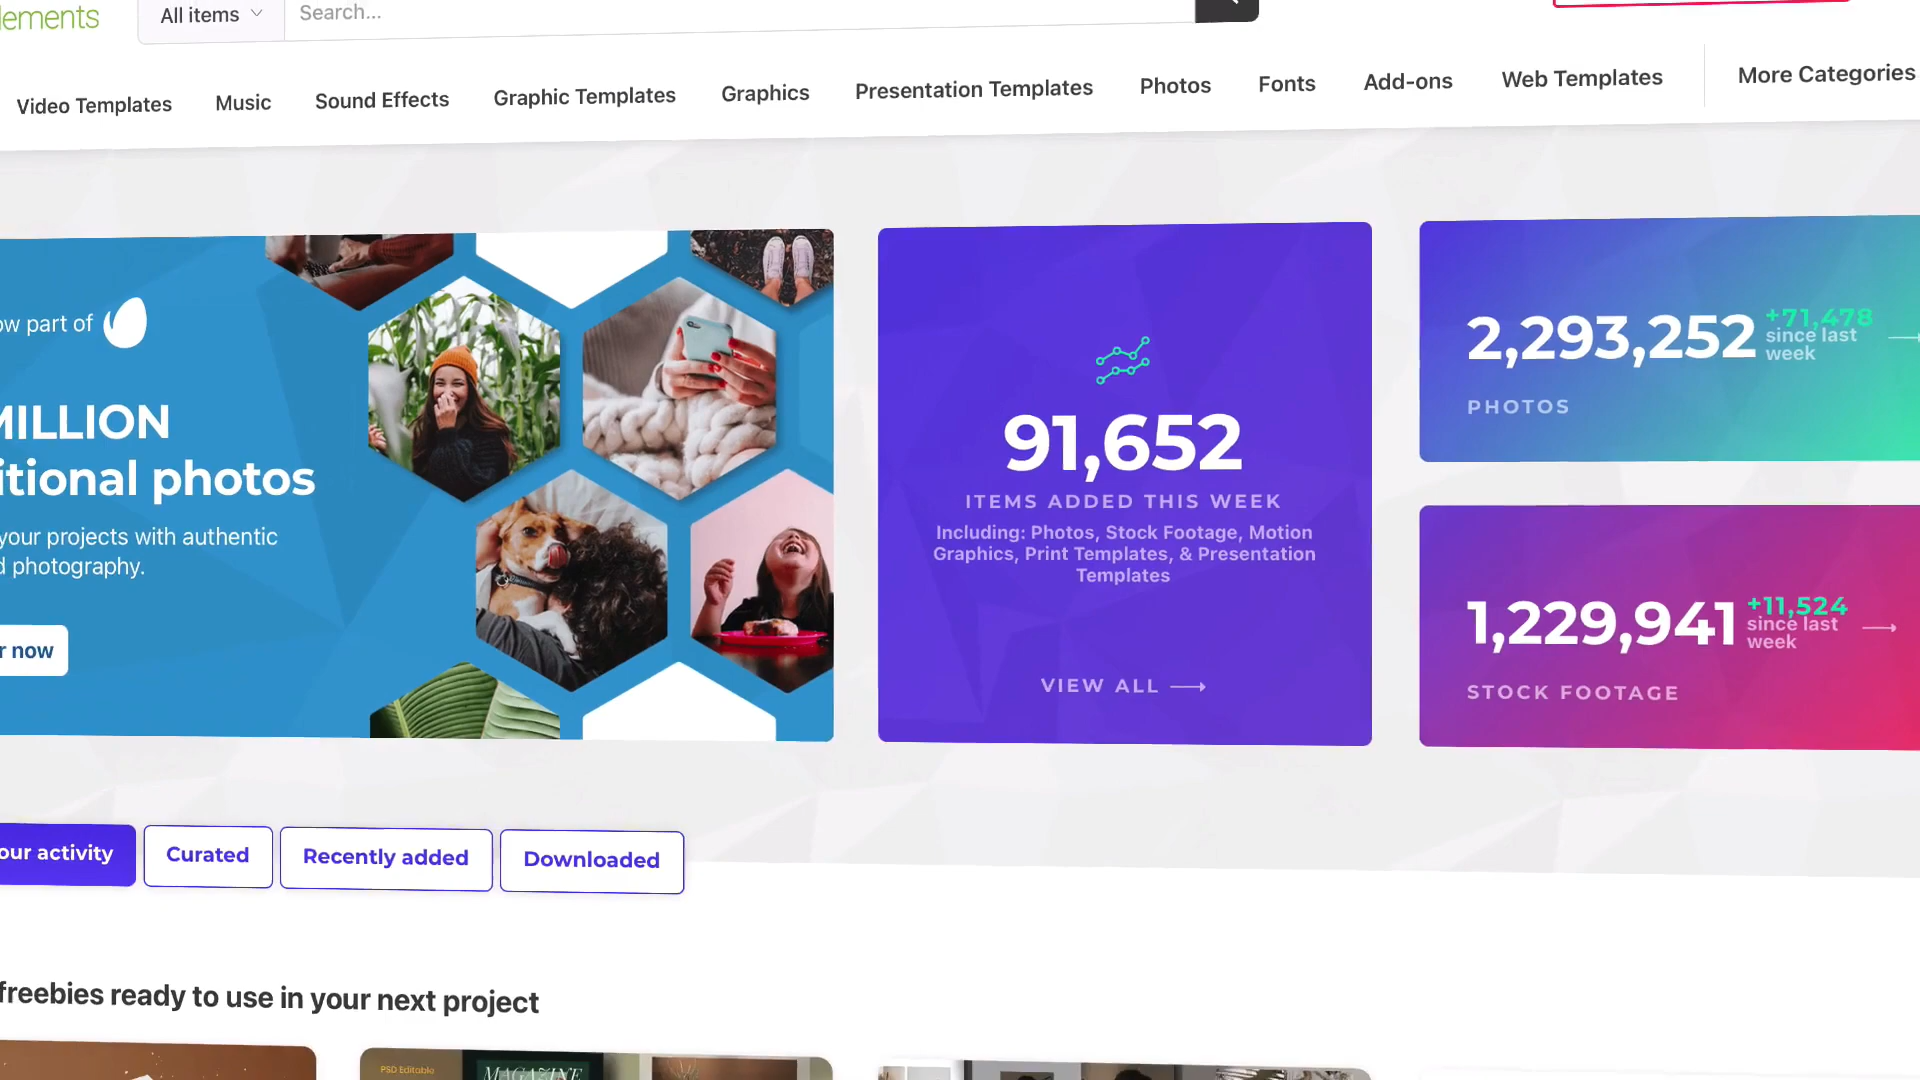 lements
All items
Search...
Video Templates
Music
Sound Effects
Graphic Templates
Graphics
Presentation Templates
Photos
Fonts
Add-ons
Web Templates
More Categories
ow part of
MILLION
itional photos
your projects with authentic
d photography.
r now
91,652
ITEMS ADDED THIS WEEK
Including: Photos, Stock Footage, Motion
Graphics, Print Templates, & Presentation
Templates
VIEW ALL
2,293,252
+71,478
since last
week
PHOTOS
1,229,941
+11,524
since last
week
STOCK FOOTAGE
our activity
Curated
Recently added
Downloaded
freebies ready to use in your next project
PSD Editable
MAGAZINE